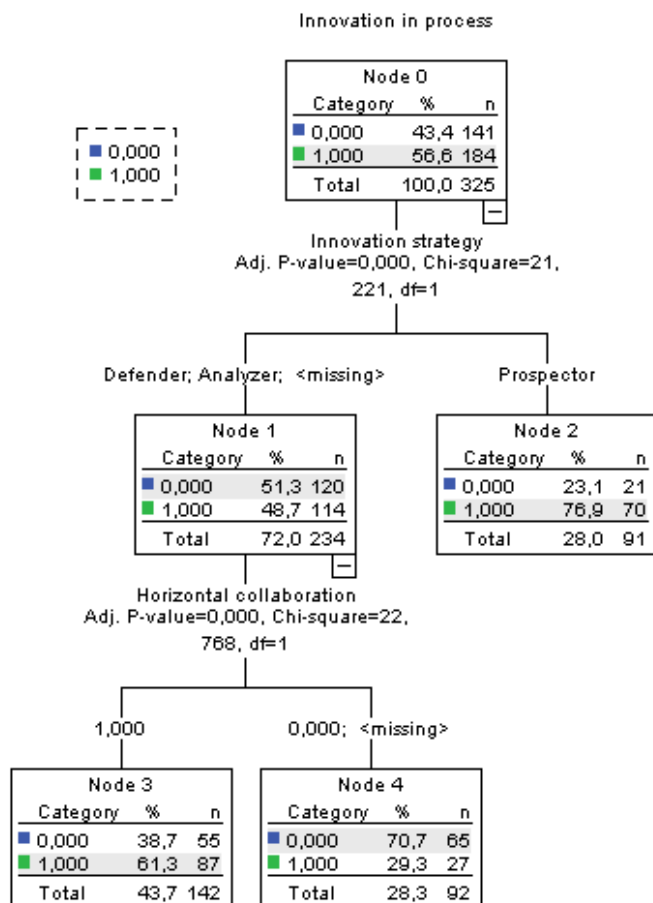 Innovation in process
Node 0
Category % n
0,000 43,4 141
1,000 56,6 184
Total 100,0 325
0,000
1,000
Innovation strategy
Adj. P-value=0,000, Chi-square=21,
221, df=1
Defender; Analyzer; <missing>
Prospector
Node 1
Category % n
0,000 51,3 120
1,000 48,7 114
Total 72,0 234
Node 2
Category % n
0,000 23,1 21
1,000 76,9 70
Total 28,0 91
Horizontal collaboration
Adj. P-value=0,000, Chi-square=22,
768, df=1
1,000
0,000; <missing>
Node 3
Category % n
0,000 38,7 55
1,000 61,3 87
Total 43,7 142
Node 4
Category % n
0,000 70,7 65
1,000 29,3 27
Total 28,3 92